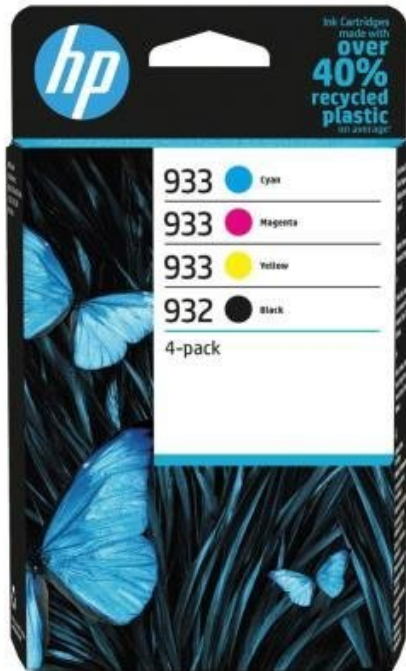 hp
Ink Cartridges
made with
over
40%
recycled
plastic
on average¹
933 Cyan
933 Magenta
933 Yellow
932 Black
4-pack